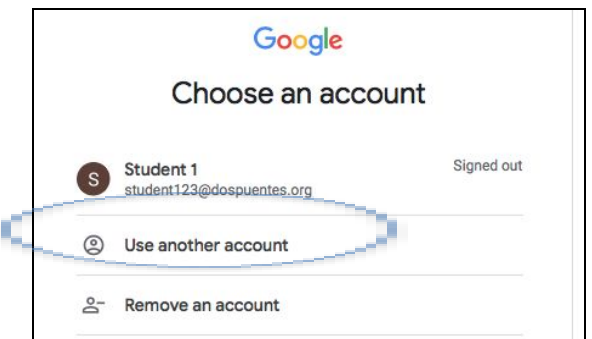 Google
Choose an account
S
Student 1
Signed out
student123@dospuentes.org
Use another account
Remove an account